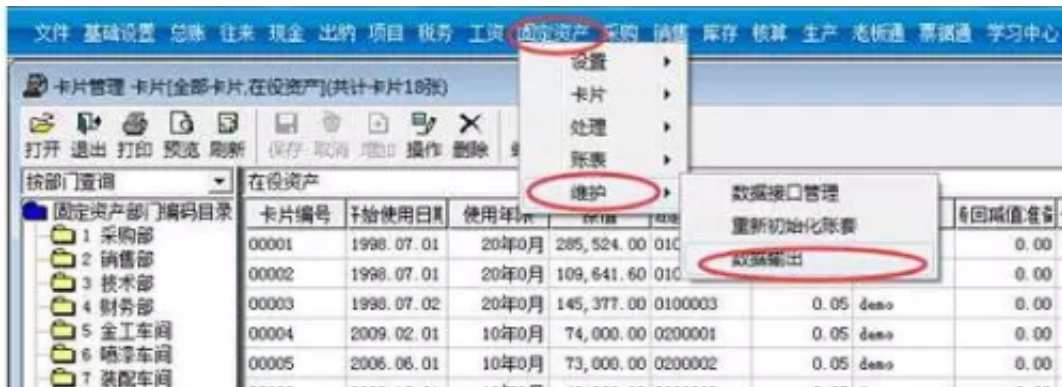 文件 基础设置 总账 往来 现金 出纳 项目 税务 工资 固定资产 采购 销售 库存 核算 生产 老板通 票据通 学习中心
卡片管理 卡片[全部卡片,在役资产](共计卡片18张)
打开 退出 打印 预览 刷新 保存 取消 增加 操作 删除
设置
卡片
处理
账表
维护
数据接口管理
重新初始化账套
数据输出
按部门查询 在役资产
固定资产部门编码目录 卡片编号 开始使用日期 使用年限 原值
1 采购部 00001 1998.07.01 20年0月 285,524.00 010 0.00
2 销售部 00002 1998.07.01 20年0月 109,641.60 010 0.00
3 技术部
4 财务部 00003 1998.07.02 20年0月 145,377.00 0100003 0.05 demo 0.00
5 金工车间 00004 2009.02.01 10年0月 74,000.00 0200001 0.05 demo 0.00
6 喷漆车间 00005 2006.06.01 10年0月 73,000.00 0200002 0.05 demo 0.00
7 装配车间